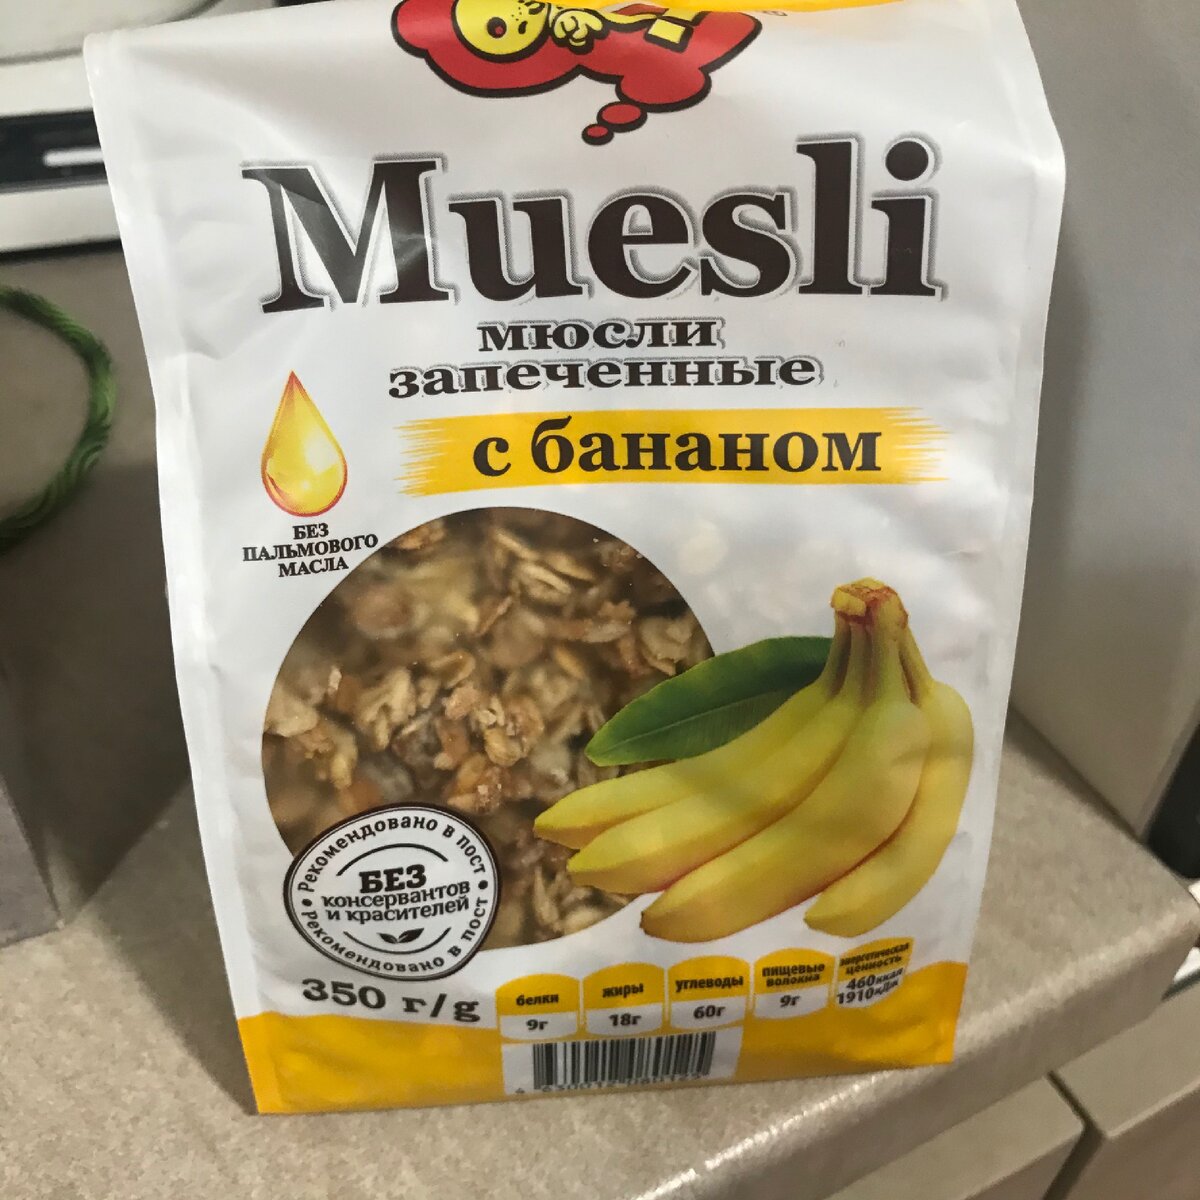 Muesli
мюсли
запеченные
с бананом
БЕЗ
ПАЛЬМОВОГО
МАСЛА
Рекомендовано в пост
БЕЗ
консервантов
и красителей
Рекомендовано в пост
350 г/g
белки
9г
жиры
18г
углеводы
60г
пищевые
волокна
9г
энергетическая
ценность
460ккал
1910кДж